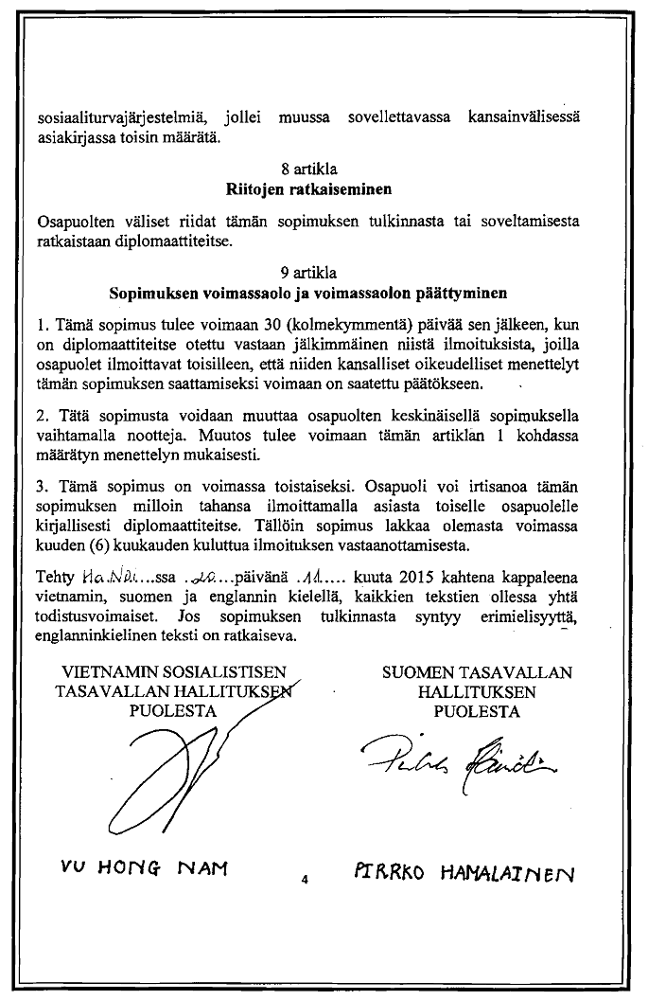 sosiaaliturvajärjestelmiä, jollei muussa sovellettavassa kansainvälisessä
asiakirjassa toisin määrätä.
8 artikla
Riitojen ratkaiseminen
Osapuolten väliset riidat tämän sopimuksen tulkinnasta tai soveltamisesta
ratkaistaan diplomaattiteitse.
9 artikla
Sopimuksen voimassaolo ja voimassaolon päättyminen
1. Tämä sopimus tulee voimaan 30 (kolmekymmentä) päivää sen jälkeen, kun
on diplomaattiteitse otettu vastaan jälkimmäinen niistä ilmoituksista, joilla
osapuolet ilmoittavat toisilleen, että niiden kansalliset oikeudelliset menettelyt
tämän sopimuksen saattamiseksi voimaan on saatettu päätökseen.
2. Tätä sopimusta voidaan muuttaa osapuolten keskinäisellä sopimuksella
vaihtamalla nootteja. Muutos tulee voimaan tämän artiklan 1 kohdassa
määrätyn menettelyn mukaisesti.
3. Tämä sopimus on voimassa toistaiseksi. Osapuoli voi irtisanoa tämän
sopimuksen milloin tahansa ilmoittamalla asiasta toiselle osapuolelle
kirjallisesti diplomaattiteitse. Tällöin sopimus lakkaa olemasta voimassa
kuuden (6) kuukauden kuluttua ilmoituksen vastaanottamisesta.
Tehty Ha Nội...ssa .20...päivänä .11..... kuuta 2015 kahtena kappaleena
vietnamin, suomen ja englannin kielellä, kaikkien tekstien ollessa yhtä
todistusvoimaiset. Jos sopimuksen tulkinnasta syntyy erimielisyyttä,
englanninkielinen teksti on ratkaiseva.
VIETNAMIN SOSIALISTISEN
TASAVALLAN HALLITUKSEN
PUOLESTA
SUOMEN TASAVALLAN
HALLITUKSEN
PUOLESTA
VU HONG NAM
PIRRKO HAMALAINEN
4